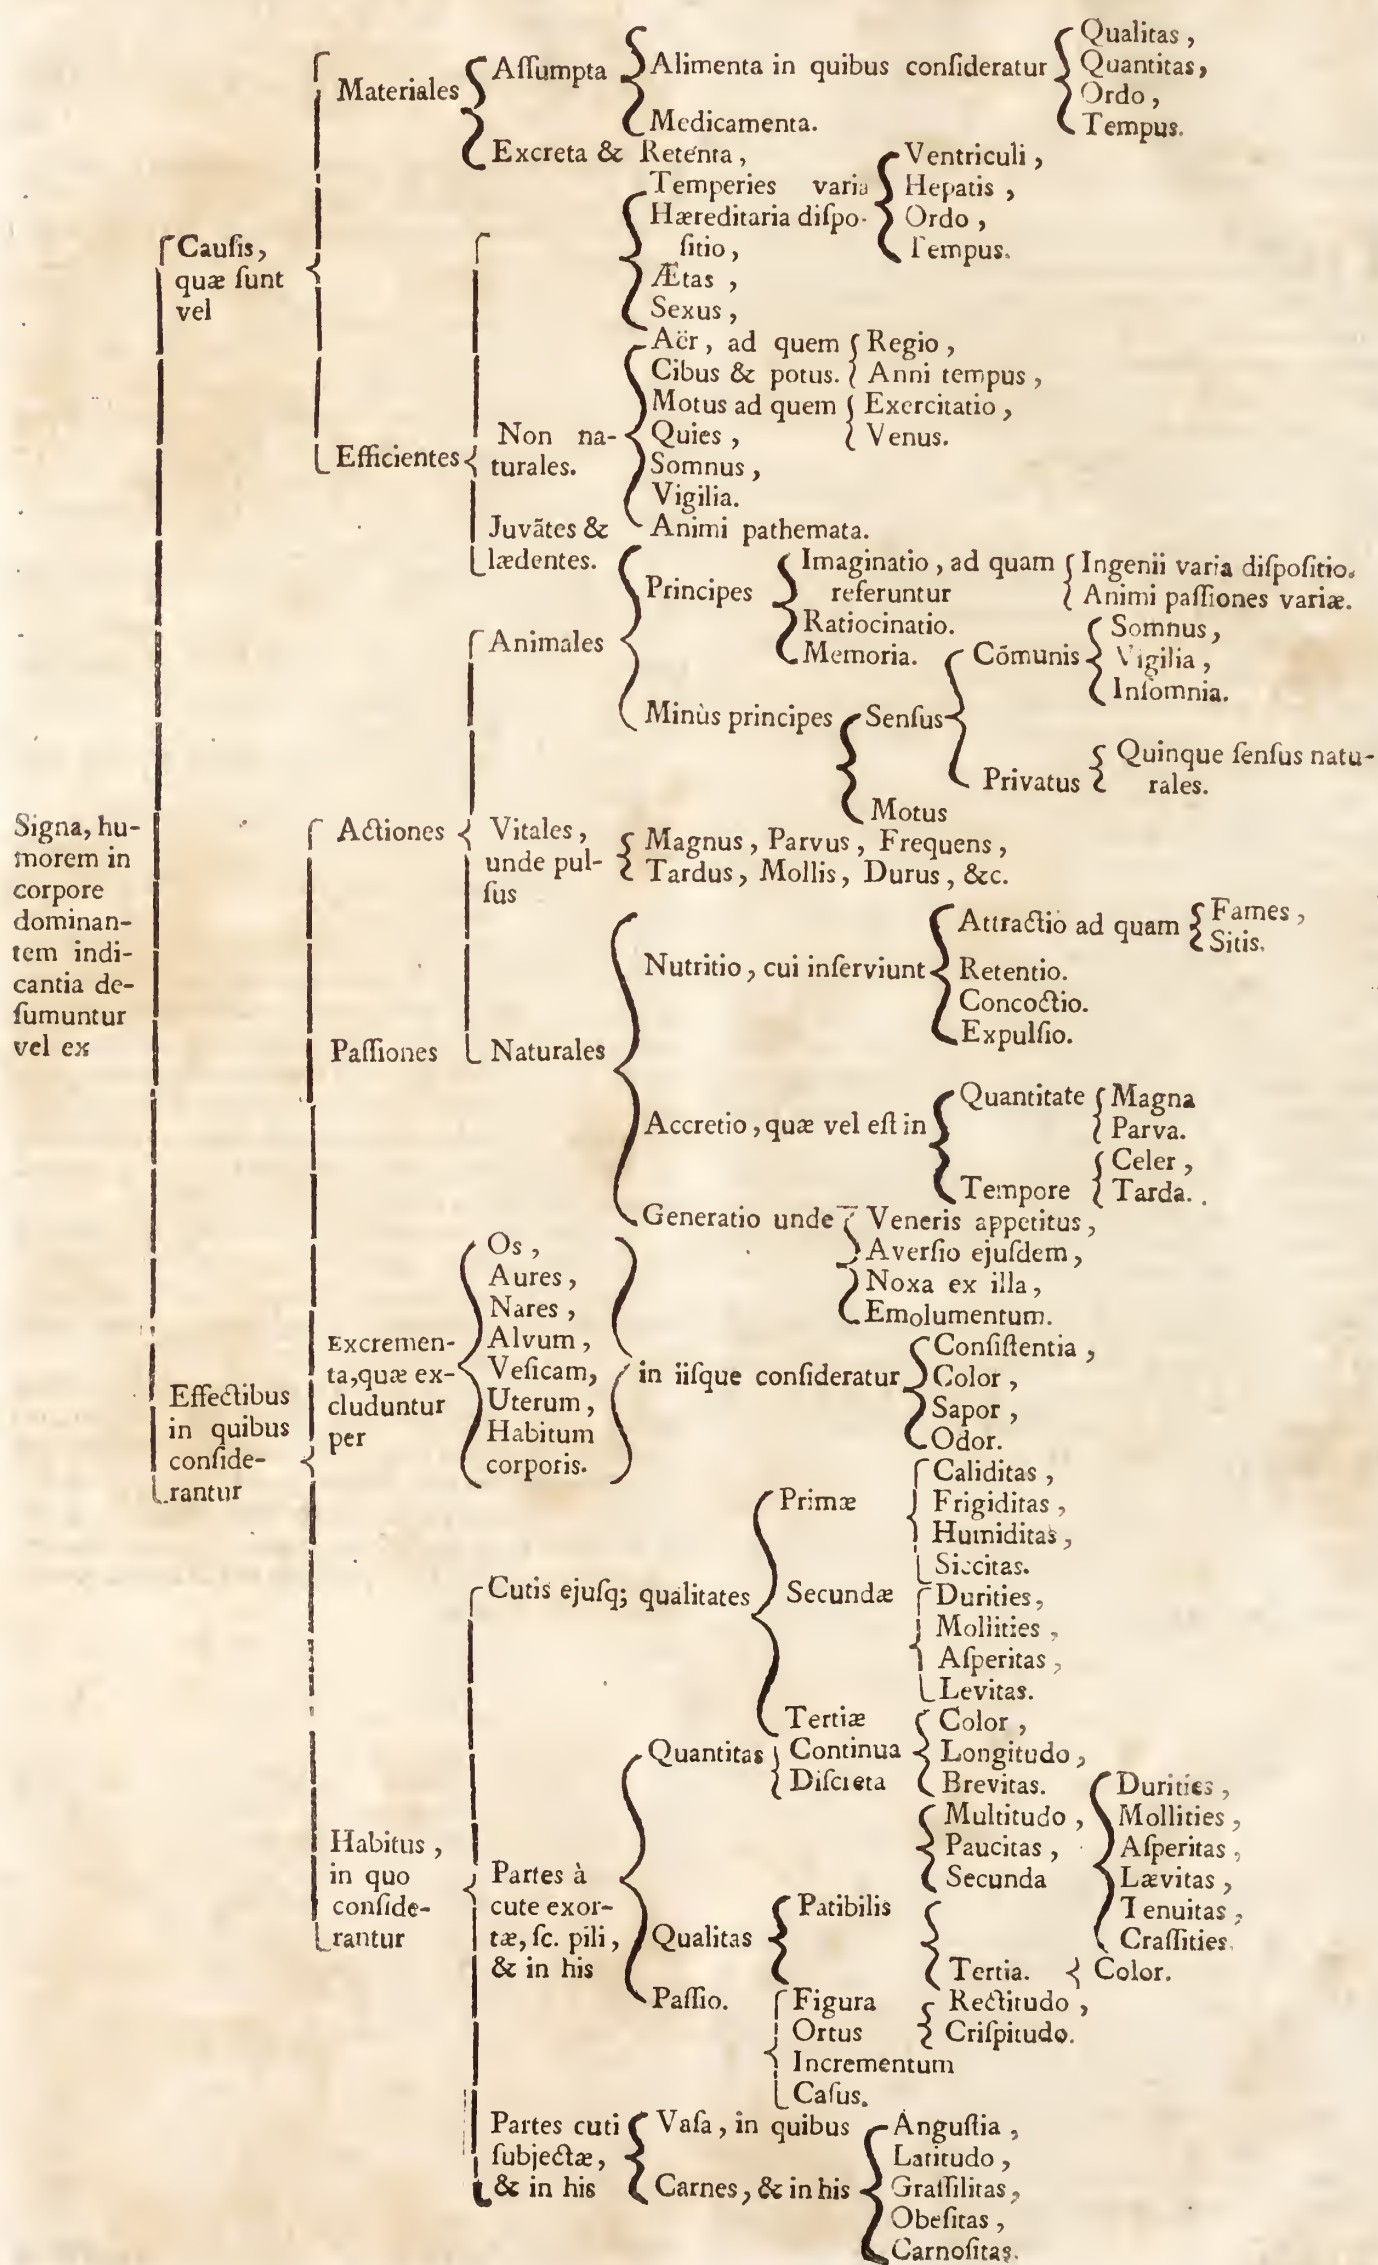 Signa, hu-
morem in
corpore
dominan-
tem indi-
cantia de-
ſumuntur
vel ex
Cauſis,
quæ ſunt
vel
Materiales
Aſſumpta
Alimenta in quibus conſideratur
Qualitas,
Quantitas,
Ordo,
Tempus.
Medicamenta.
Excreta & Retenta,
Efficientes
Temperies varia
Ventriculi,
Hepatis,
Ordo,
Tempus.
Hæreditaria diſpo-
ſitio,
Ætas,
Sexus,
Non na-
turales.
Aër, ad quem
Regio,
Anni tempus,
Cibus & potus.
Motus ad quem
Exercitatio,
Venus.
Quies,
Somnus,
Vigilia.
Animi pathemata.
Juvãtes &
lædentes.
Effectibus
in quibus
conſide-
rantur
Actiones
Animales
Principes
Imaginatio, ad quam
referuntur
Ingenii varia diſpoſitio.
Animi paſſiones variæ.
Ratiocinatio.
Memoria.
Minùs principes
Senſus
Cõmunis
Somnus,
Vigilia,
Inſomnia.
Privatus
Quinque ſenſus natu-
rales.
Motus
Vitales,
unde pul-
ſus
Magnus, Parvus, Frequens,
Tardus, Mollis, Durus, &c.
Naturales
Nutritio, cui inſerviunt
Attractio ad quam
Fames,
Sitis.
Retentio.
Concoctio.
Expulſio.
Accretio, quæ vel eſt in
Quantitate
Magna
Parva.
Tempore
Celer,
Tarda.
Generatio unde
Veneris appetitus,
Averſio ejuſdem,
Noxa ex illa,
Emolumentum.
Paſſiones
Excremen-
ta, quæ ex-
cluduntur
per
Os,
Aures,
Nares,
Alvum,
Veſicam,
Uterum,
Habitum
corporis.
in iiſque conſideratur
Conſiſtentia,
Color,
Sapor,
Odor.
Habitus,
in quo
conſide-
rantur
Cutis ejuſq; qualitates
Primæ
Caliditas,
Frigiditas,
Humiditas,
Siccitas.
Secundæ
Durities,
Mollities,
Aſperitas,
Levitas.
Tertiæ
Color,
Longitudo,
Brevitas.
Partes à
cute exor-
tæ, ſc. pili,
& in his
Quantitas
Continua
Diſcreta
Multitudo,
Paucitas,
Secunda
Qualitas
Patibilis
Durities,
Mollities,
Aſperitas,
Lævitas,
Tenuitas,
Craſſities.
Tertia.
Color.
Paſſio.
Figura
Ortus
Incrementum
Caſus.
Rectitudo,
Criſpitudo.
Partes cuti
ſubjectæ,
& in his
Vaſa, in quibus
Carnes, & in his
Anguſtia,
Latitudo,
Graſſilitas,
Obeſitas,
Carnoſitas.